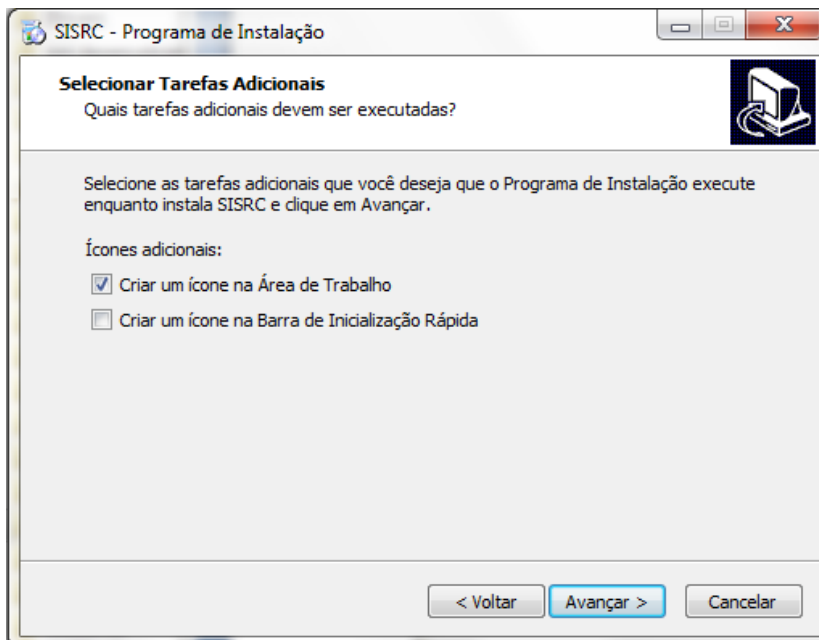 SISRC - Programa de Instalação
Selecionar Tarefas Adicionais
Quais tarefas adicionais devem ser executadas?
Selecione as tarefas adicionais que você deseja que o Programa de Instalação execute
enquanto instala SISRC e clique em Avançar.
Ícones adicionais:
Criar um ícone na Área de Trabalho
Criar um ícone na Barra de Inicialização Rápida
< Voltar
Avançar >
Cancelar